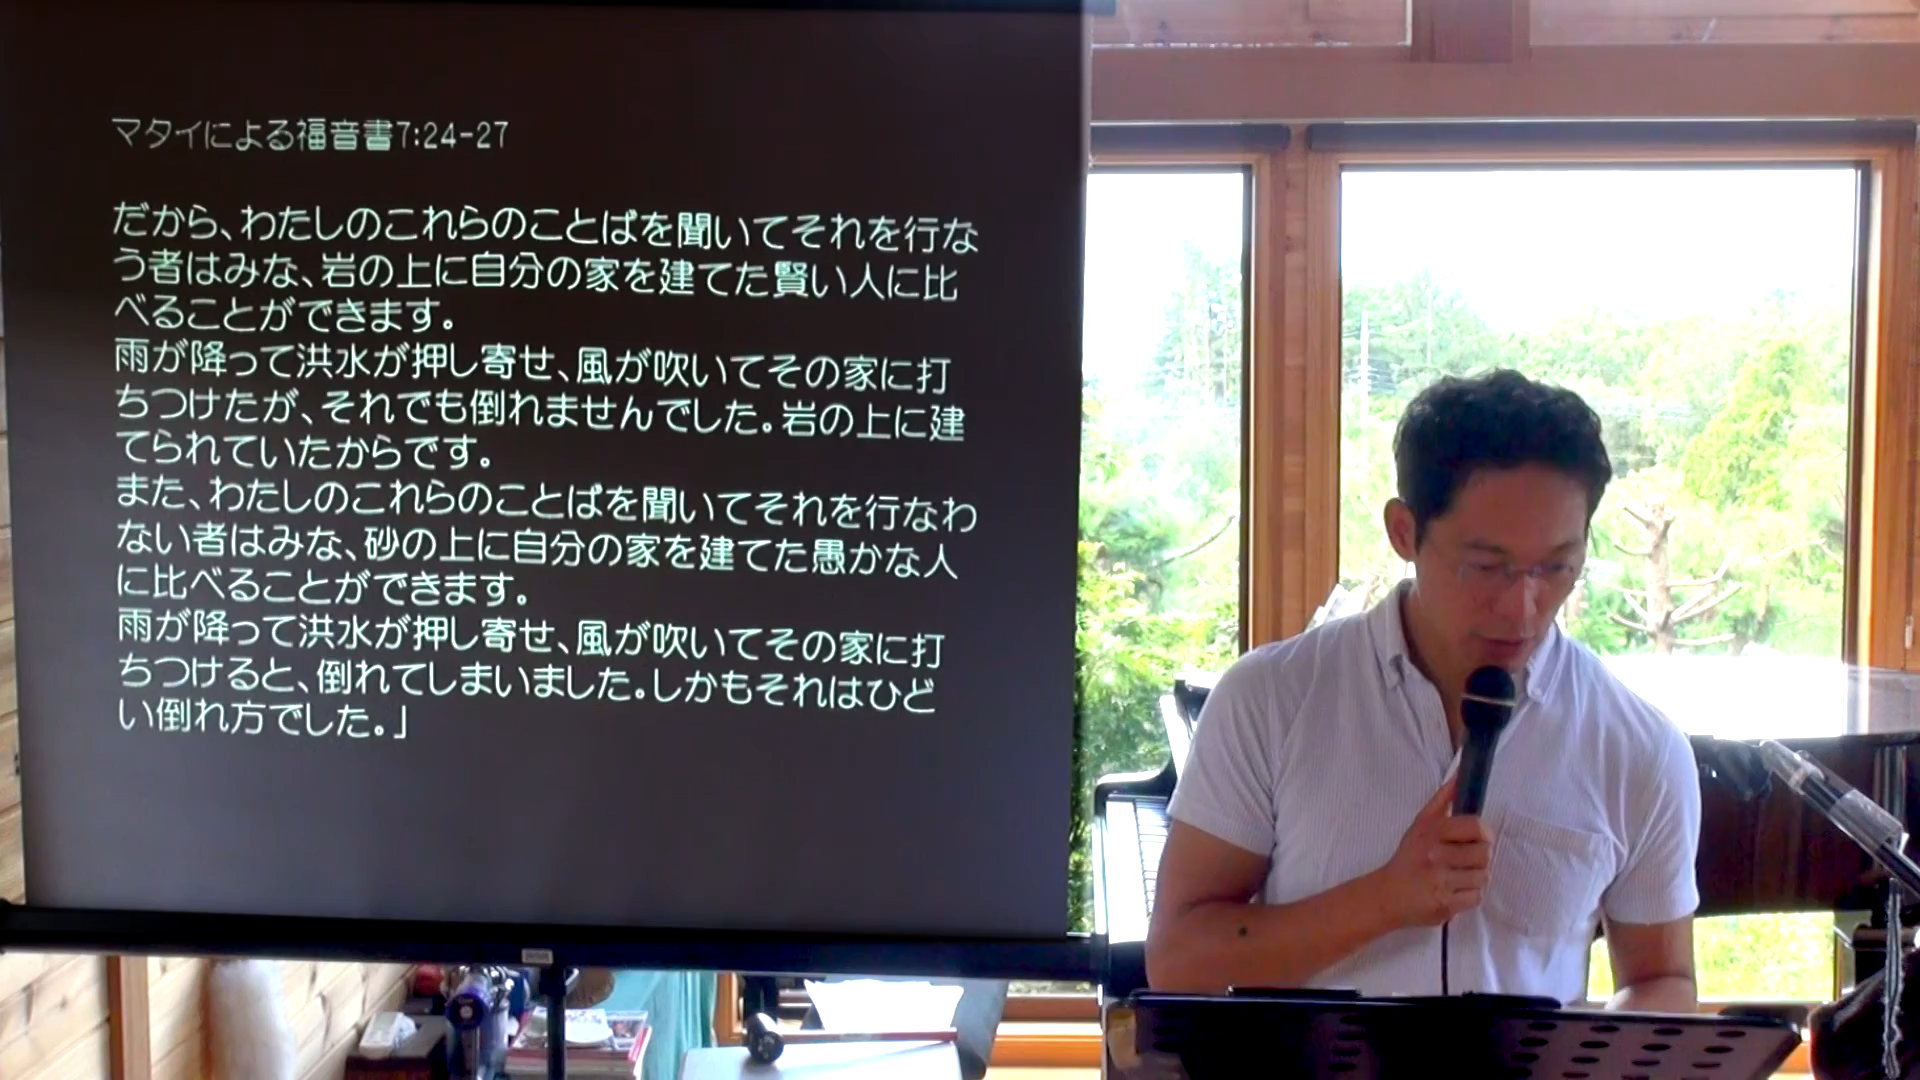 マタイによる福音書7:24-27
だから、わたしのこれらのことばを聞いてそれを行な
う者はみな、岩の上に自分の家を建てた賢い人に比
べることができます。
雨が降って洪水が押し寄せ、風が吹いてその家に打
ちつけたが、それでも倒れませんでした。岩の上に建
てられていたからです。
また、わたしのこれらのことばを聞いてそれを行なわ
ない者はみな、砂の上に自分の家を建てた愚かな人
に比べることができます。
雨が降って洪水が押し寄せ、風が吹いてその家に打
ちつけると、倒れてしまいました。しかもそれはひど
い倒れ方でした。」